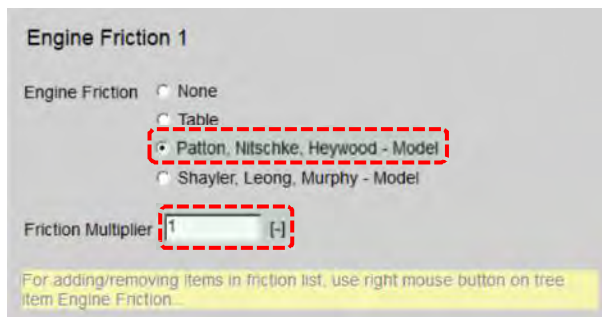 Engine Friction 1
Engine Friction None
Table
Patton, Nitschke, Heywood - Model
Shayler, Leong, Murphy - Model
Friction Multiplier 1 [-]
For adding/removing items in friction list, use right mouse button on tree
item Engine Friction...